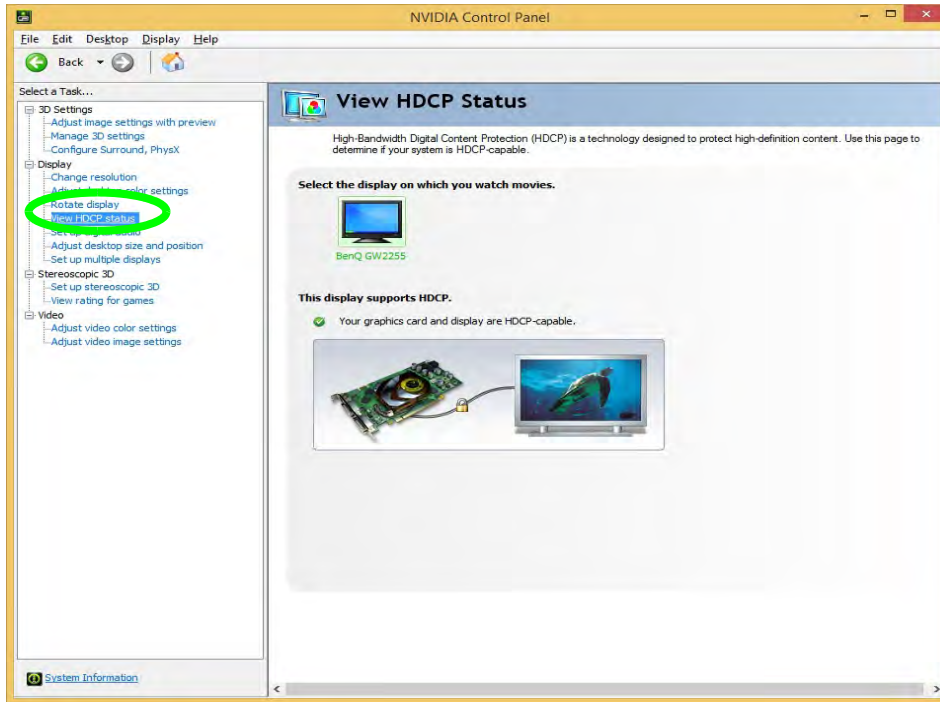 NVIDIA Control Panel
File Edit Desktop Display Help
Back
Select a Task...
3D Settings
Adjust image settings with preview
Manage 3D settings
Configure Surround, PhysX
Display
Change resolution
Adjust desktop color settings
Rotate display
View HDCP status
Set up digital audio
Adjust desktop size and position
Set up multiple displays
Stereoscopic 3D
Set up stereoscopic 3D
View rating for games
Video
Adjust video color settings
Adjust video image settings
System Information
View HDCP Status
High-Bandwidth Digital Content Protection (HDCP) is a technology designed to protect high-definition content. Use this page to
determine if your system is HDCP-capable.
Select the display on which you watch movies.
BenQ GW2255
This display supports HDCP.
Your graphics card and display are HDCP-capable.